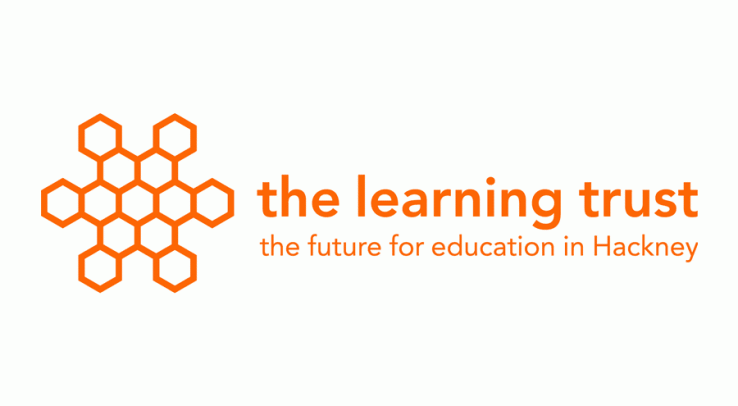 the learning trust
the future for education in Hackney